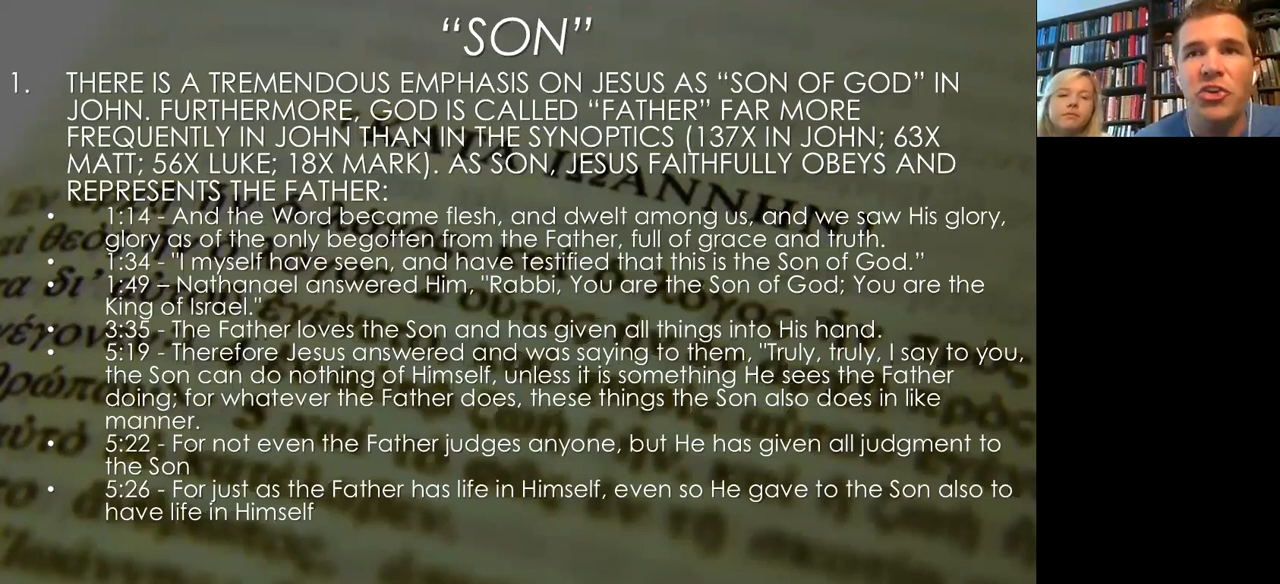 “SON”
1. THERE IS A TREMENDOUS EMPHASIS ON JESUS AS “SON OF GOD” IN
JOHN. FURTHERMORE, GOD IS CALLED “FATHER” FAR MORE
FREQUENTLY IN JOHN THAN IN THE SYNOPTICS (137X IN JOHN; 63X
MATT; 56X LUKE; 18X MARK). AS SON, JESUS FAITHFULLY OBEYS AND
REPRESENTS THE FATHER:
• 1:14 - And the Word became flesh, and dwelt among us, and we saw His glory,
glory as of the only begotten from the Father, full of grace and truth.
• 1:34 - "I myself have seen, and have testified that this is the Son of God.”
• 1:49 – Nathanael answered Him, "Rabbi, You are the Son of God; You are the
King of Israel."
• 3:35 - The Father loves the Son and has given all things into His hand.
• 5:19 - Therefore Jesus answered and was saying to them, "Truly, truly, I say to you,
the Son can do nothing of Himself, unless it is something He sees the Father
doing; for whatever the Father does, these things the Son also does in like
manner.
• 5:22 - For not even the Father judges anyone, but He has given all judgment to
the Son
• 5:26 - For just as the Father has life in Himself, even so He gave to the Son also to
have life in Himself
ΚΑΤΑ ΙΩΑΝΝΗΝ